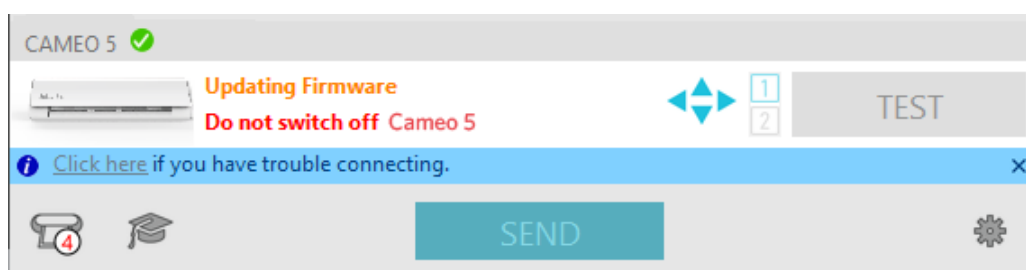 CAMEO 5
Updating Firmware
Do not switch off Cameo 5
1
2
TEST
Click here if you have trouble connecting.
4
SEND